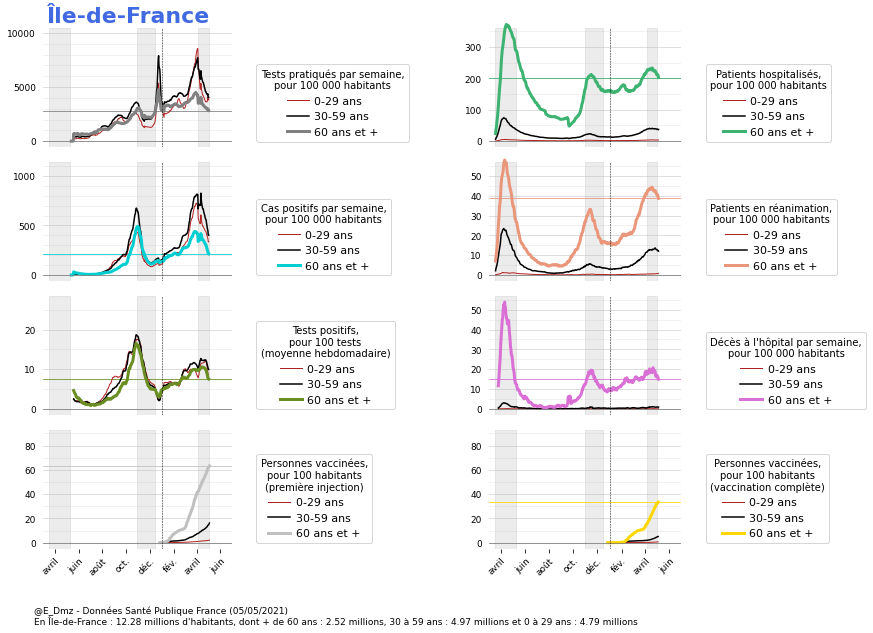 Île-de-France
10000
5000
0
Tests pratiqués par semaine,
pour 100 000 habitants
0-29 ans
30-59 ans
60 ans et +
300
200
100
0
Patients hospitalisés,
pour 100 000 habitants
0-29 ans
30-59 ans
60 ans et +
1000
500
0
Cas positifs par semaine,
pour 100 000 habitants
0-29 ans
30-59 ans
60 ans et +
50
40
30
20
10
0
Patients en réanimation,
pour 100 000 habitants
0-29 ans
30-59 ans
60 ans et +
20
10
0
Tests positifs,
pour 100 tests
(moyenne hebdomadaire)
0-29 ans
30-59 ans
60 ans et +
50
40
30
20
10
0
Décès à l'hôpital par semaine,
pour 100 000 habitants
0-29 ans
30-59 ans
60 ans et +
80
60
40
20
0
Personnes vaccinées,
pour 100 habitants
(première injection)
0-29 ans
30-59 ans
60 ans et +
avril juin août oct. déc. fév. avril juin
80
60
40
20
0
Personnes vaccinées,
pour 100 habitants
(vaccination complète)
0-29 ans
30-59 ans
60 ans et +
avril juin août oct. déc. fév. avril juin
@E_Dmz - Données Santé Publique France (05/05/2021)
En Île-de-France : 12.28 millions d'habitants, dont + de 60 ans : 2.52 millions, 30 à 59 ans : 4.97 millions et 0 à 29 ans : 4.79 millions